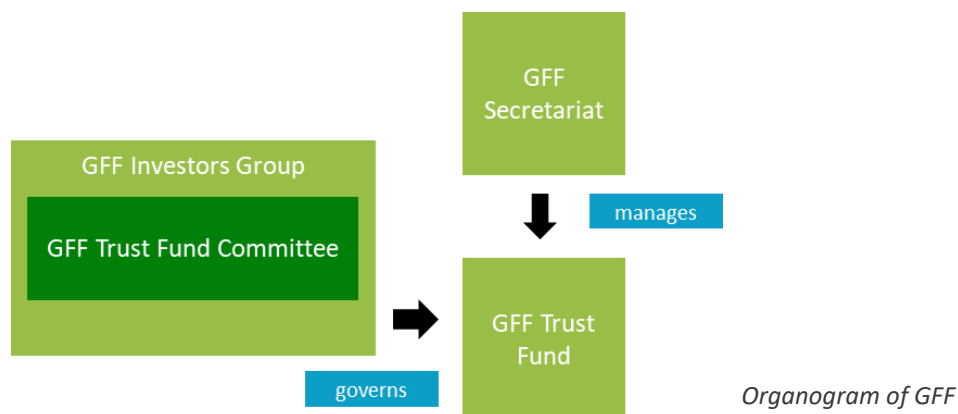 GFF
Secretariat
GFF Investors Group
GFF Trust Fund Committee
manages
GFF Trust
Fund
governs
Organogram of GFF